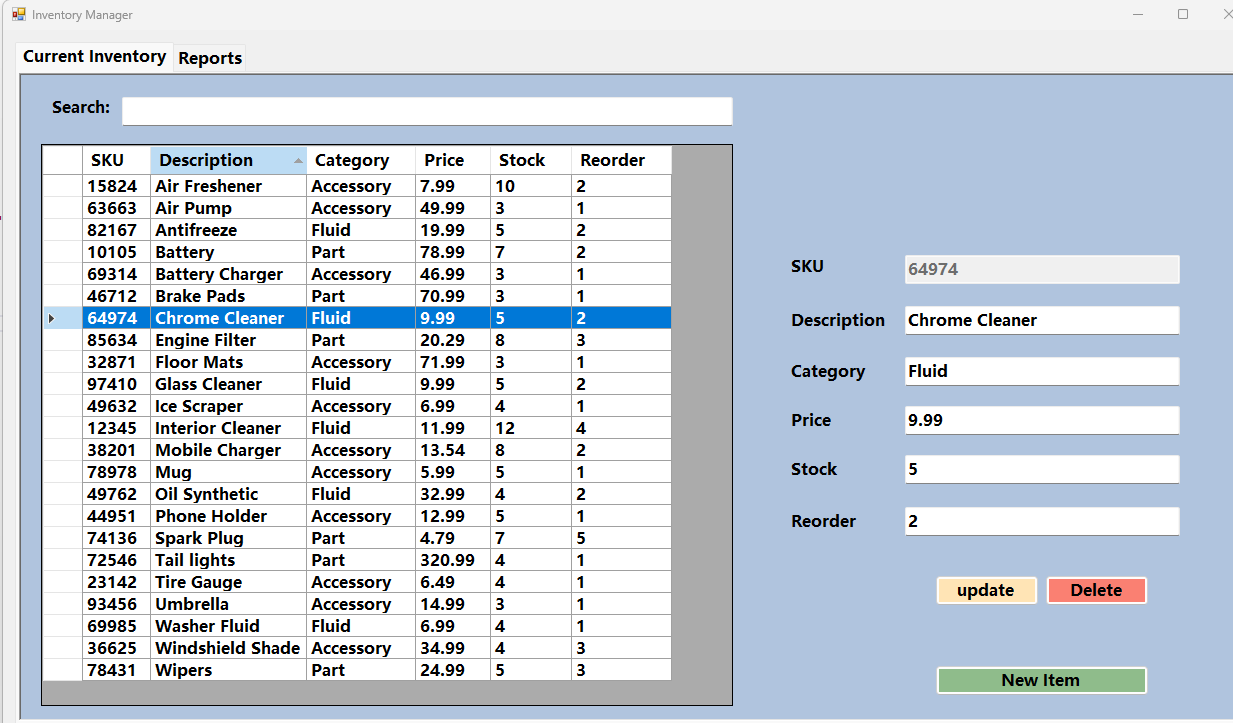 Inventory Manager
Current Inventory Reports
Search:
SKU Description Category Price Stock Reorder
15824 Air Freshener Accessory 7.99 10 2
63663 Air Pump Accessory 49.99 3 1
82167 Antifreeze Fluid 19.99 5 2
10105 Battery Part 78.99 7 2
69314 Battery Charger Accessory 46.99 3 1
46712 Brake Pads Part 70.99 3 1
64974 Chrome Cleaner Fluid 9.99 5 2
85634 Engine Filter Part 20.29 8 3
32871 Floor Mats Accessory 71.99 3 1
97410 Glass Cleaner Fluid 9.99 5 2
49632 Ice Scraper Accessory 6.99 4 1
12345 Interior Cleaner Fluid 11.99 12 4
38201 Mobile Charger Accessory 13.54 8 2
78978 Mug Accessory 5.99 5 1
49762 Oil Synthetic Fluid 32.99 4 2
44951 Phone Holder Accessory 12.99 5 1
74136 Spark Plug Part 4.79 7 5
72546 Tail lights Part 320.99 4 1
23142 Tire Gauge Accessory 6.49 4 1
93456 Umbrella Accessory 14.99 3 1
69985 Washer Fluid Fluid 6.99 4 1
36625 Windshield Shade Accessory 34.99 4 3
78431 Wipers Part 24.99 5 3
SKU 64974
Description Chrome Cleaner
Category Fluid
Price 9.99
Stock 5
Reorder 2
update Delete
New Item